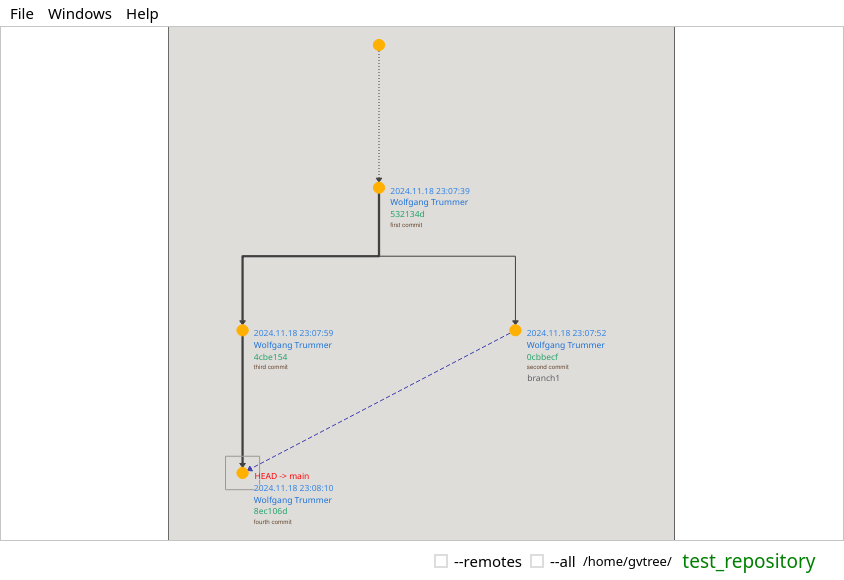 File Windows Help
2024.11.18 23:07:39
Wolfgang Trummer
532134d
first commit
2024.11.18 23:07:59
Wolfgang Trummer
4cbe154
third commit
2024.11.18 23:07:52
Wolfgang Trummer
0cbbecf
second commit
branch1
HEAD -> main
2024.11.18 23:08:10
Wolfgang Trummer
8ec106d
fourth commit
--remotes --all /home/gvtree/ test_repository